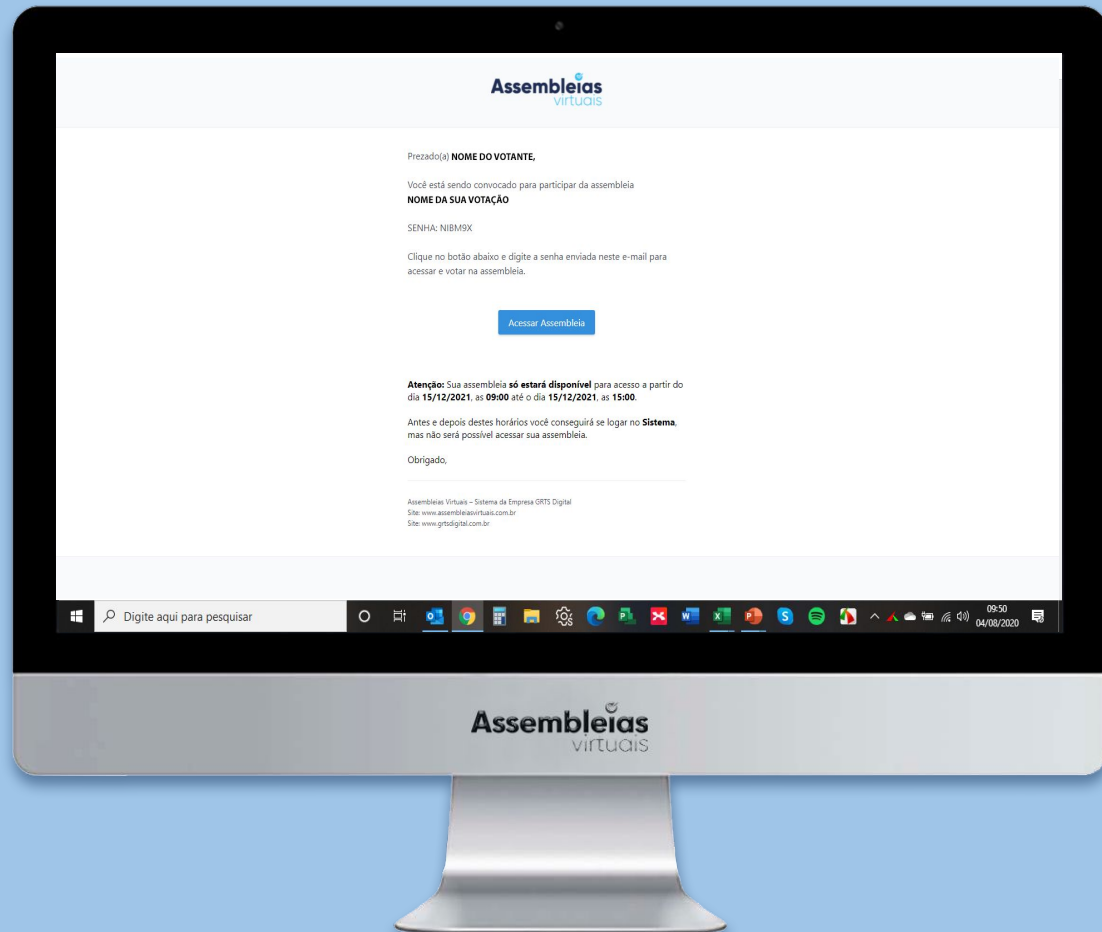 Assembleias
virtuais
Prezado(a) NOME DO VOTANTE,
Você está sendo convocado para participar da assembleia
NOME DA SUA VOTAÇÃO
SENHA: NIBM9X
Clique no botão abaixo e digite a senha enviada neste e-mail para
acessar e votar na assembleia.
Acessar Assembleia
Atenção: Sua assembleia só estará disponível para acesso a partir do
dia 15/12/2021, as 09:00 até o dia 15/12/2021, as 15:00.
Antes e depois destes horários você conseguirá se logar no Sistema,
mas não será possível acessar sua assembleia.
Obrigado,
Assembleias Virtuais – Sistema da Empresa GRTS Digital
Site: www.assembleiasvirtuais.com.br
Site: www.grtsdigital.com.br
Digite aqui para pesquisar
09:50
04/08/2020
Assembleias
virtuais